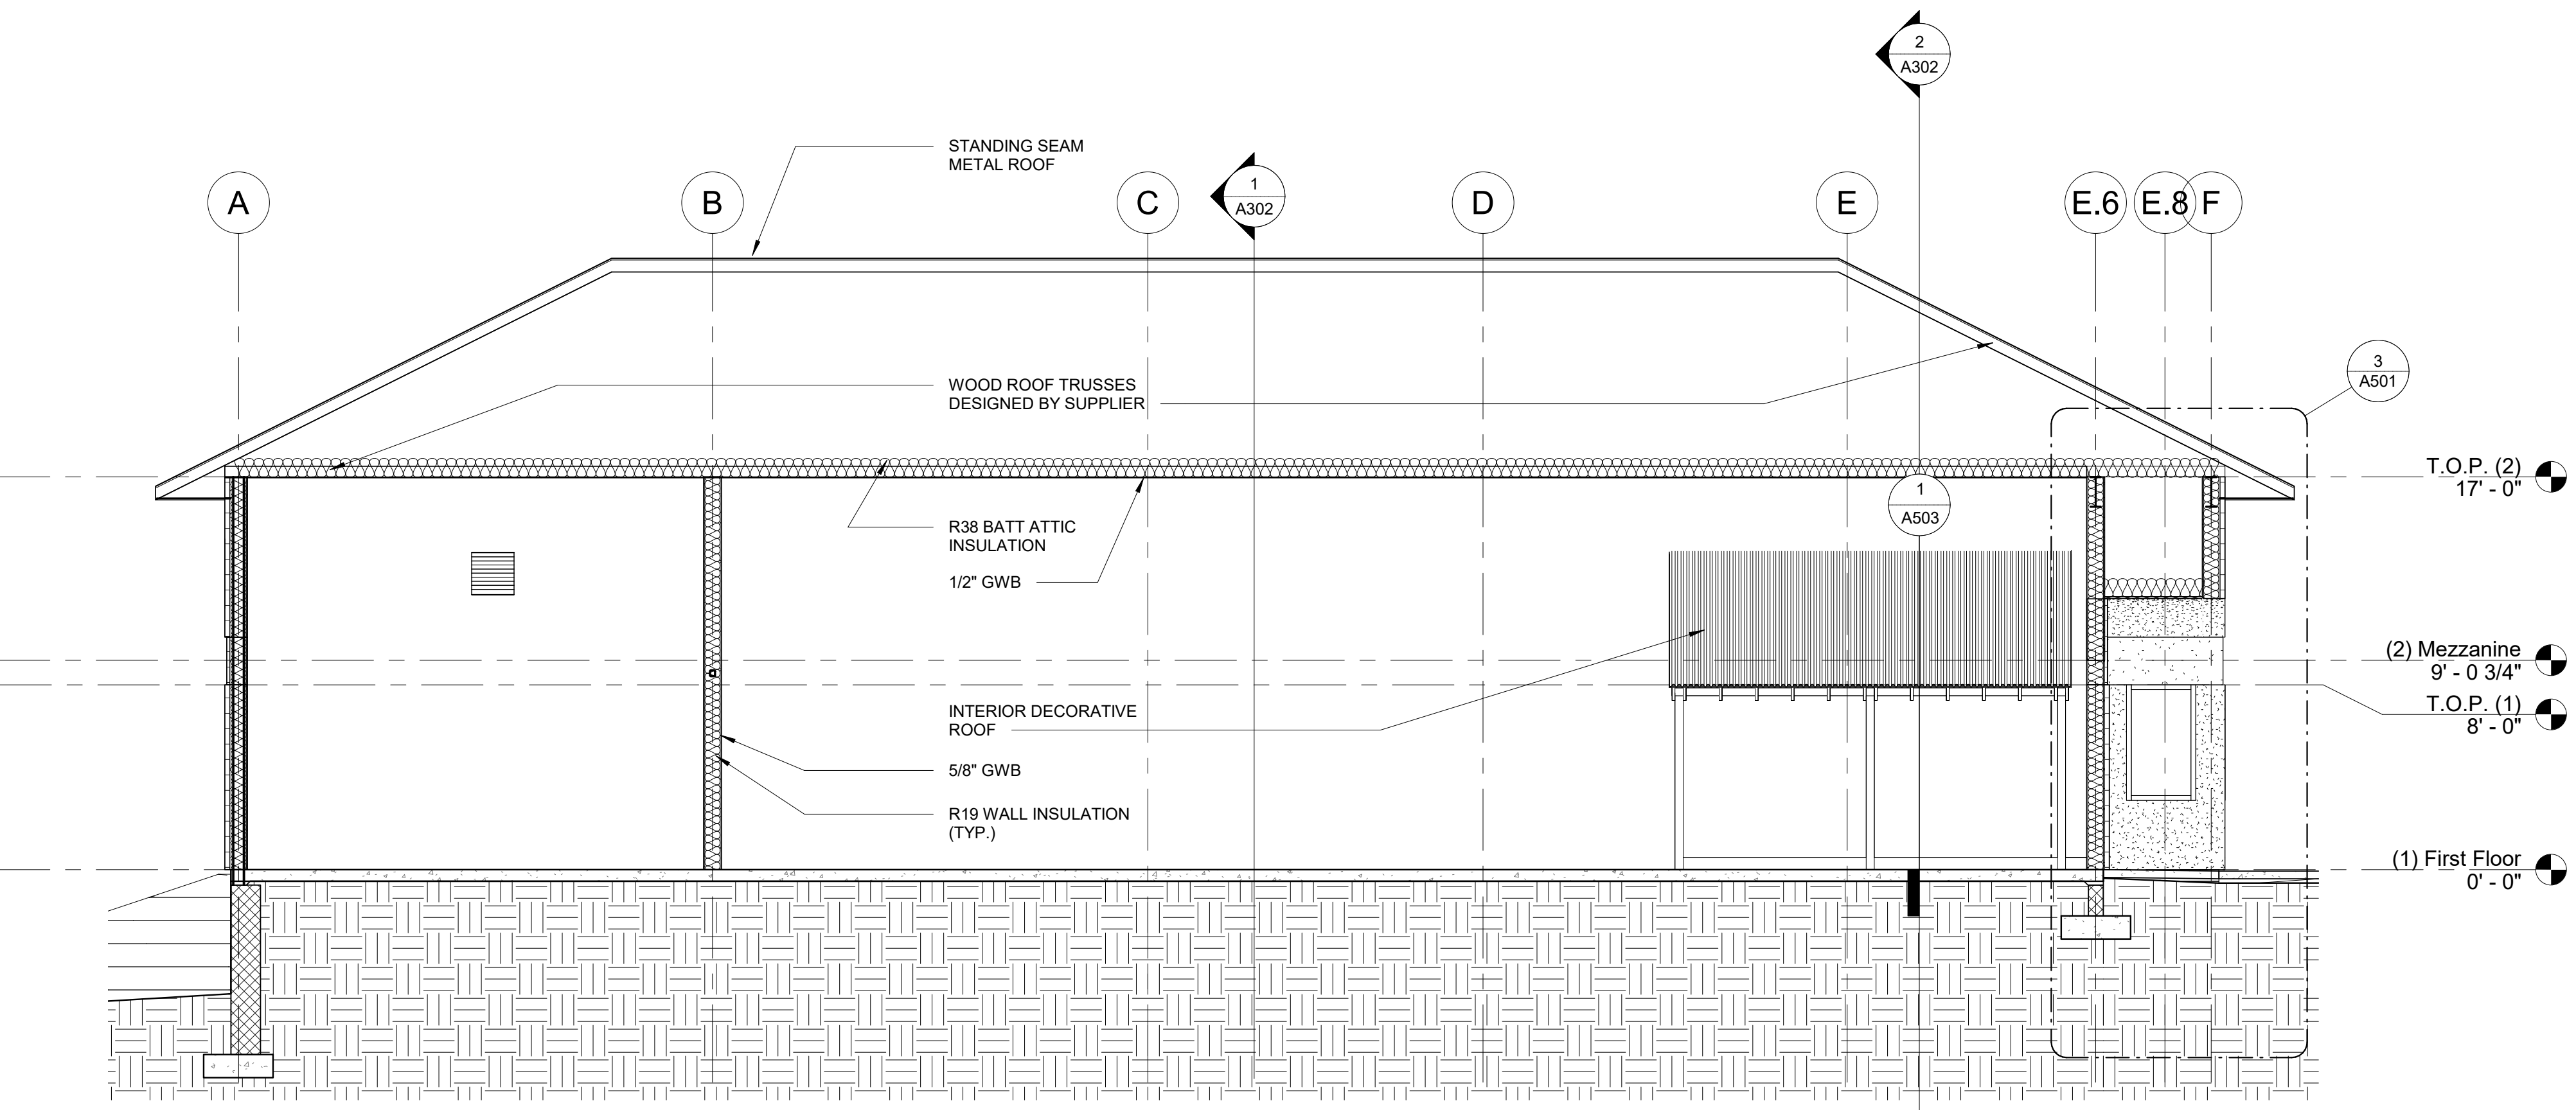 2
A302
STANDING SEAM
METAL ROOF
A
B
C
1
A302
D
E
E.6
E.8
F
3
A501
WOOD ROOF TRUSSES
DESIGNED BY SUPPLIER
T.O.P. (2)
17' - 0"
1
A503
R38 BATT ATTIC
INSULATION
1/2" GWB
(2) Mezzanine
9' - 0 3/4"
T.O.P. (1)
8' - 0"
INTERIOR DECORATIVE
ROOF
5/8" GWB
R19 WALL INSULATION
(TYP.)
(1) First Floor
0' - 0"